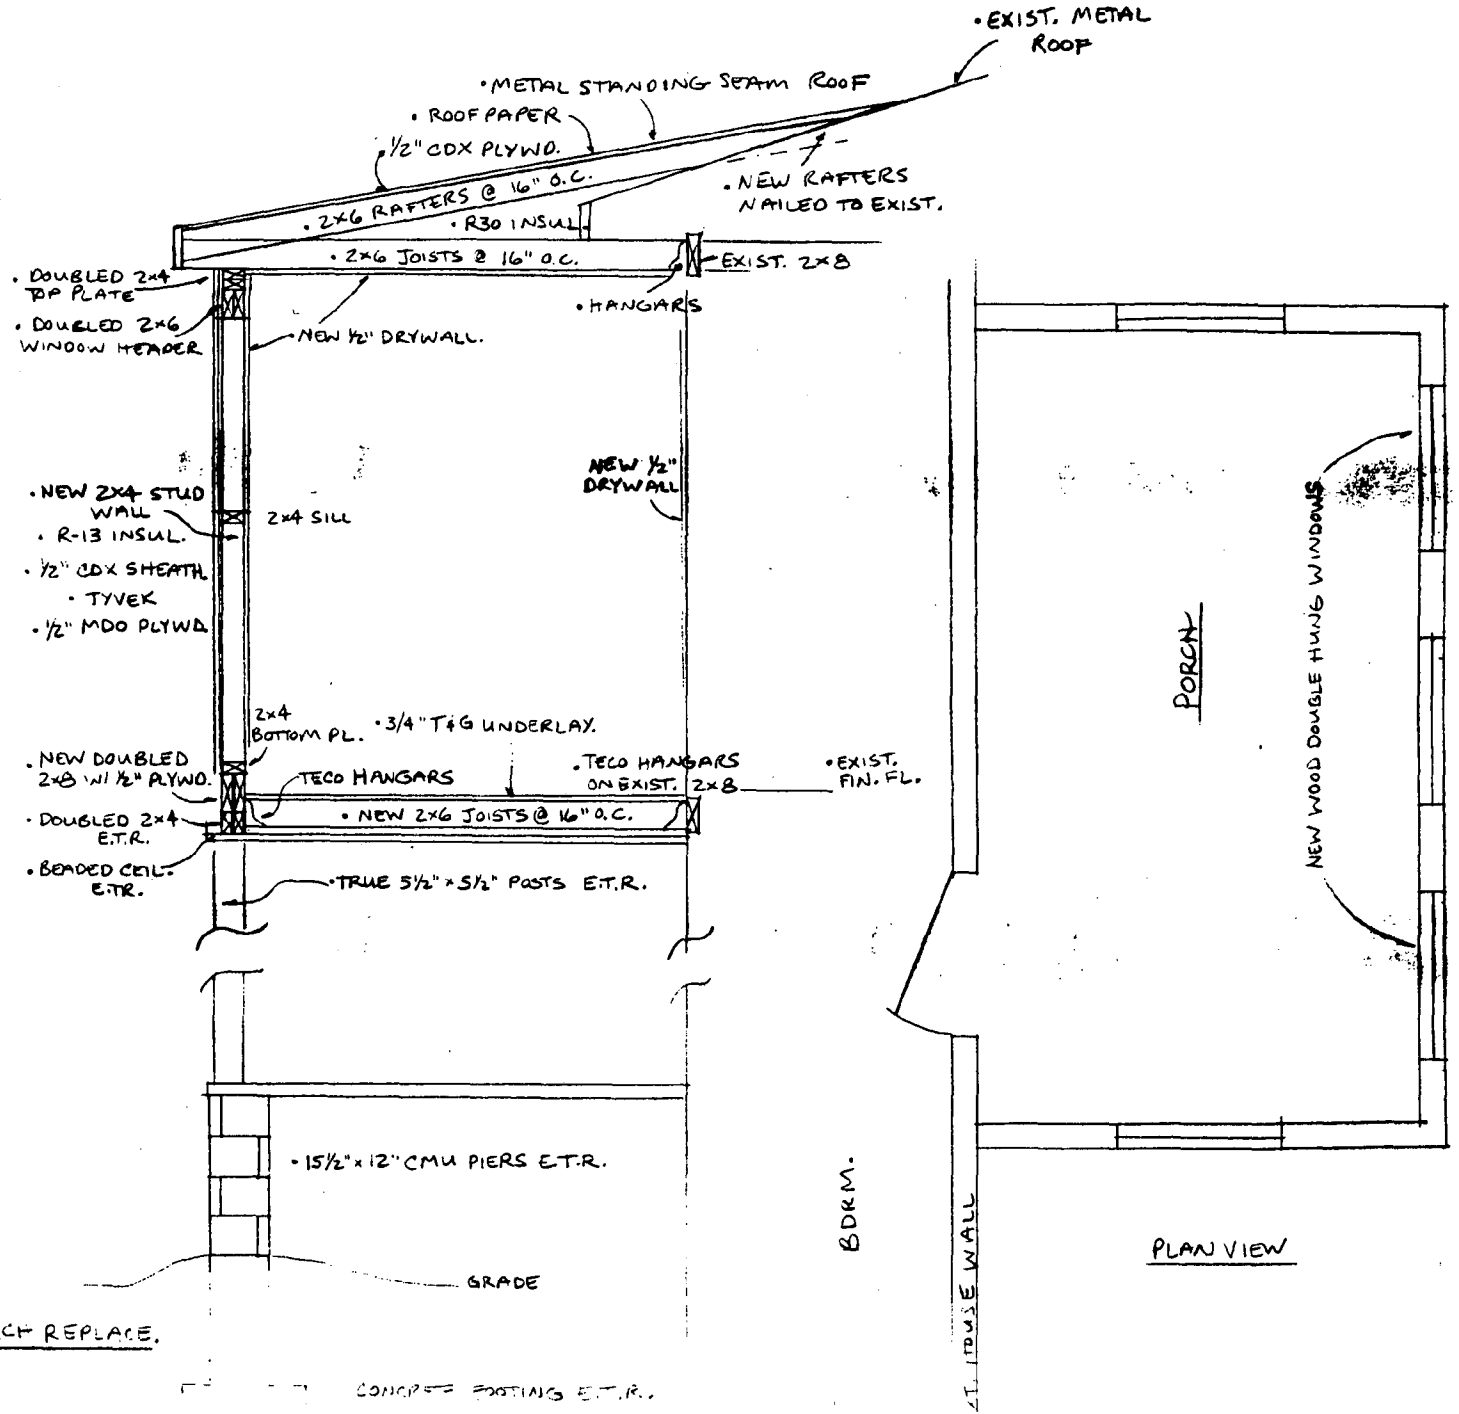 • EXIST. METAL
ROOF
• METAL STANDING SEAM ROOF
• ROOFPAPER
• 1/2" CDX PLYWD.
• 2x6 RAFTERS @ 16" O.C.
• NEW RAFTERS
NAILED TO EXIST.
• R30 INSUL.
• 2x6 JOISTS @ 16" O.C.
EXIST. 2x8
• HANGARS
• DOUBLED 2x4
TOP PLATE
• DOUBLED 2x6
WINDOW HEADER
• NEW 1/2" DRYWALL.
NEW 1/2"
DRYWALL
• NEW 2x4 STUD
WALL
• R-13 INSUL.
• 1/2" CDX SHEATH.
• TYVEK
• 1/2" MDO PLYWD.
2x4 SILL
2x4
BOTTOM PL.
• 3/4" T&G UNDERLAY.
• NEW DOUBLED
2x8 W/ 1/2" PLYWD.
TECO HANGARS
• TECO HANGARS
ON EXIST. 2x8
• EXIST.
FIN. FL.
• NEW 2x6 JOISTS @ 16" O.C.
• DOUBLED 2x4
E.T.R.
• BEADED CEIL.
E.T.R.
• TRUE 5 1/2" x 5 1/2" POSTS E.T.R.
• 15 1/2" x 12" CMU PIERS E.T.R.
GRADE
REPLACE.
CONCRETE FOOTING E.T.R.
BDRM.
HOUSE WALL
PORCH
NEW WOOD DOUBLE HUNG WINDOWS
PLAN VIEW